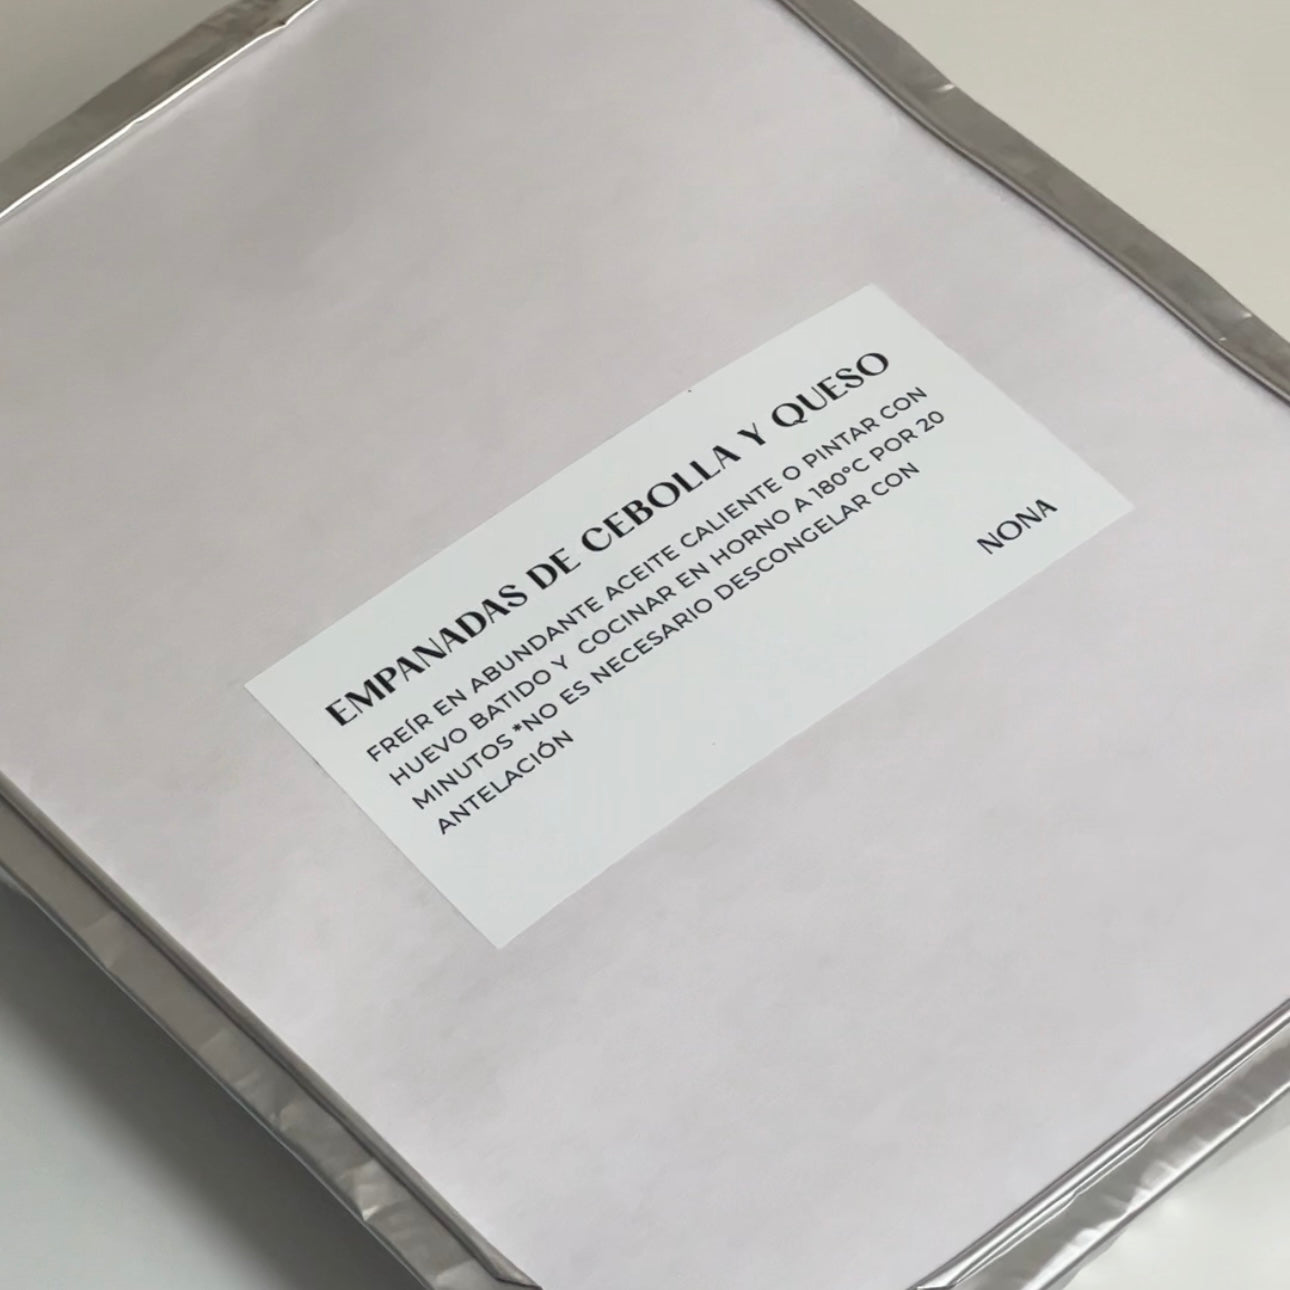 EMPANADAS DE CEBOLLA Y QUESO
FREÍR EN ABUNDANTE ACEITE CALIENTE O PINTAR CON
HUEVO BATIDO Y COCINAR EN HORNO A 180ºC POR 20
MINUTOS *NO ES NECESARIO DESCONGELAR CON
ANTELACIÓN
NONA